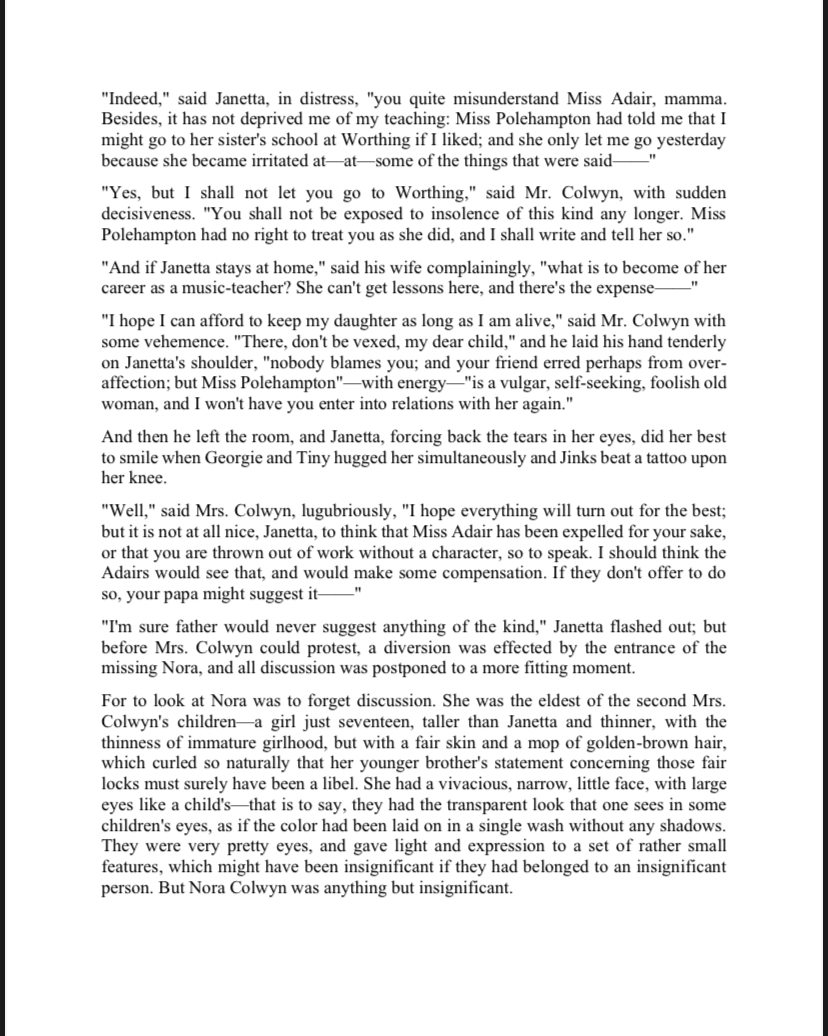 "Indeed," said Janetta, in distress, "you quite misunderstand Miss Adair, mamma.
Besides, it has not deprived me of my teaching: Miss Polehampton had told me that I
might go to her sister's school at Worthing if I liked; and she only let me go yesterday
because she became irritated at—at—some of the things that were said——"
"Yes, but I shall not let you go to Worthing," said Mr. Colwyn, with sudden
decisiveness. "You shall not be exposed to insolence of this kind any longer. Miss
Polehampton had no right to treat you as she did, and I shall write and tell her so."
"And if Janetta stays at home," said his wife complainingly, "what is to become of her
career as a music-teacher? She can't get lessons here, and there's the expense——"
"I hope I can afford to keep my daughter as long as I am alive," said Mr. Colwyn with
some vehemence. "There, don't be vexed, my dear child," and he laid his hand tenderly
on Janetta's shoulder, "nobody blames you; and your friend erred perhaps from over-
affection; but Miss Polehampton"—with energy—"is a vulgar, self-seeking, foolish old
woman, and I won't have you enter into relations with her again."
And then he left the room, and Janetta, forcing back the tears in her eyes, did her best
to smile when Georgie and Tiny hugged her simultaneously and Jinks beat a tattoo upon
her knee.
"Well," said Mrs. Colwyn, lugubriously, "I hope everything will turn out for the best;
but it is not at all nice, Janetta, to think that Miss Adair has been expelled for your sake,
or that you are thrown out of work without a character, so to speak. I should think the
Adairs would see that, and would make some compensation. If they don't offer to do
so, your papa might suggest it——"
"I'm sure father would never suggest anything of the kind," Janetta flashed out; but
before Mrs. Colwyn could protest, a diversion was effected by the entrance of the
missing Nora, and all discussion was postponed to a more fitting moment.
For to look at Nora was to forget discussion. She was the eldest of the second Mrs.
Colwyn's children—a girl just seventeen, taller than Janetta and thinner, with the
thinness of immature girlhood, but with a fair skin and a mop of golden-brown hair,
which curled so naturally that her younger brother's statement concerning those fair
locks must surely have been a libel. She had a vivacious, narrow, little face, with large
eyes like a child's—that is to say, they had the transparent look that one sees in some
children's eyes, as if the color had been laid on in a single wash without any shadows.
They were very pretty eyes, and gave light and expression to a set of rather small
features, which might have been insignificant if they had belonged to an insignificant
person. But Nora Colwyn was anything but insignificant.